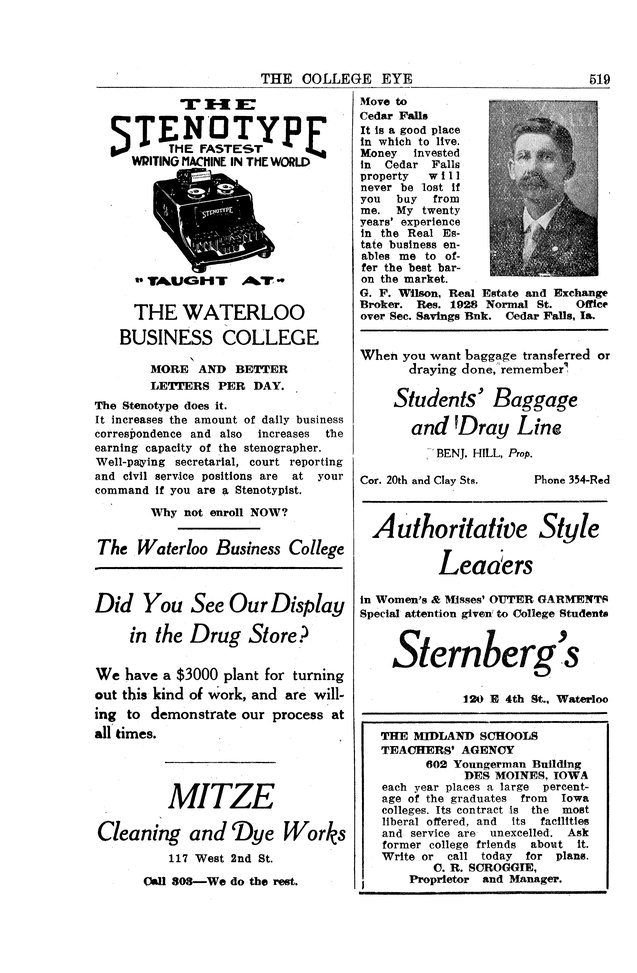 THE COLLEGE EYE 519
THE
STENOTYPE
THE FASTEST
WRITING MACHINE IN THE WORLD
STENOTYPE
"TAUGHT AT"
THE WATERLOO
BUSINESS COLLEGE
MORE AND BETTER
LETTERS PER DAY.
The Stenotype does it.
It increases the amount of daily business
correspondence and also increases the
earning capacity of the stenographer.
Well-paying secretarial, court reporting
and civil service positions are at your
command if you are a Stenotypist.
Why not enroll NOW?
The Waterloo Business College
Did You See Our Display
in the Drug Store?
We have a $3000 plant for turning
out this kind of work, and are will-
ing to demonstrate our process at
all times.
MITZE
Cleaning and Dye Works
117 West 2nd St.
Call 303—We do the rest.
Move to
Cedar Falls
It is a good place
in which to live.
Money invested
in Cedar Falls
property will
never be lost if
you buy from
me. My twenty
years' experience
in the Real Es-
tate business en-
ables me to of-
fer the best bar-
on the market.
G. F. Wilson, Real Estate and Exchange
Broker. Res. 1928 Normal St. Office
over Sec. Savings Bnk. Cedar Falls, Ia.
When you want baggage transferred or
draying done, remember
Students' Baggage
and Dray Line
BENJ. HILL, Prop.
Cor. 20th and Clay Sts. Phone 354-Red
Authoritative Style
Leaders
in Women's & Misses' OUTER GARMENTS
Special attention given to College Students
Sternberg's
120 E 4th St., Waterloo
THE MIDLAND SCHOOLS
TEACHERS' AGENCY
602 Youngerman Building
DES MOINES, IOWA
each year places a large percent-
age of the graduates from Iowa
colleges. Its contract is the most
liberal offered, and its facilities
and service are unexcelled. Ask
former college friends about it.
Write or call today for plans.
C. R. SCROGGIE,
Proprietor and Manager.